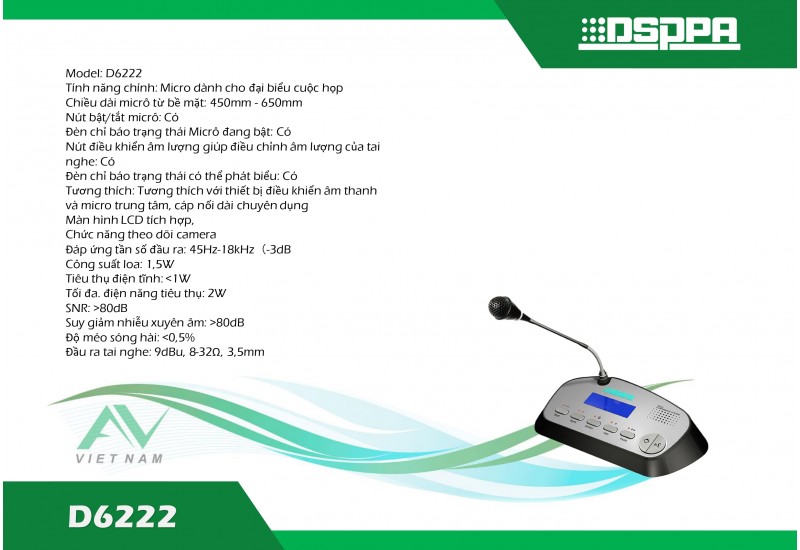 DSPPA
Model: D6222
Tính năng chính: Micro dành cho đại biểu cuộc họp
Chiều dài micrô từ bề mặt: 450mm - 650mm
Nút bật/tắt micrô: Có
Đèn chỉ báo trạng thái Micrô đang bật: Có
Nút điều khiển âm lượng giúp điều chỉnh âm lượng của tai
nghe: Có
Đèn chỉ báo trạng thái có thể phát biểu: Có
Tương thích: Tương thích với thiết bị điều khiển âm thanh
và micro trung tâm, cáp nối dài chuyên dụng
Màn hình LCD tích hợp,
Chức năng theo dõi camera
Đáp ứng tần số đầu ra: 45Hz-18kHz（-3dB
Công suất loa: 1,5W
Tiêu thụ điện tĩnh: <1W
Tối đa. điện năng tiêu thụ: 2W
SNR: >80dB
Suy giảm nhiễu xuyên âm: >80dB
Độ méo sóng hài: <0,5%
Đầu ra tai nghe: 9dBu, 8-32Ω, 3,5mm
AV
VIET NAM
D6222